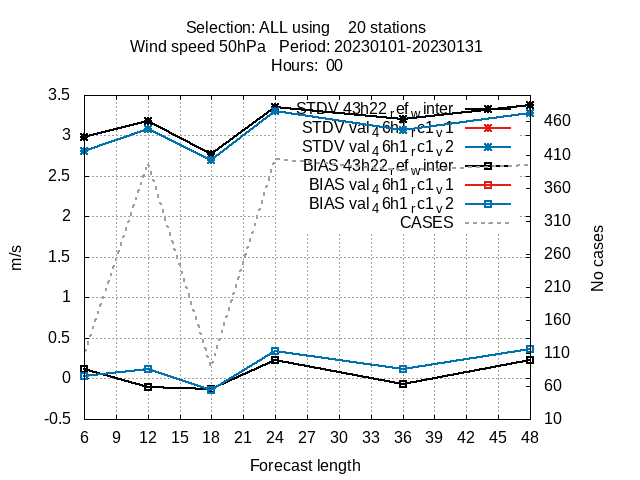 Selection: ALL using 20 stations
Wind speed 50hPa Period: 20230101-20230131
Hours: 00
3.5
3
2.5
2
1.5
1
0.5
0
-0.5
m/s
STDV 43h22_ref_winter
STDV val_46h1_rc1_v1
STDV val_46h1_rc1_v2
BIAS 43h22_ref_winter
BIAS val_46h1_rc1_v1
BIAS val_46h1_rc1_v2
CASES
460
410
360
310
260
210
160
110
60
10
No cases
6 9 12 15 18 21 24 27 30 33 36 39 42 45 48
Forecast length